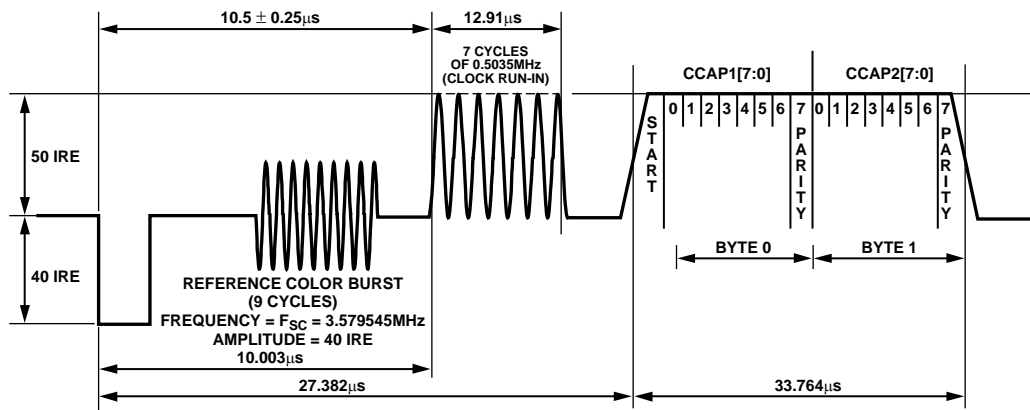 10.5 ± 0.25µs
12.91µs
7 CYCLES
OF 0.5035MHz
(CLOCK RUN-IN)
CCAP1[7:0]
CCAP2[7:0]
0 1 2 3 4 5 6 7 0 1 2 3 4 5 6 7
START
PARITY
PARITY
50 IRE
40 IRE
BYTE 0
BYTE 1
REFERENCE COLOR BURST
(9 CYCLES)
FREQUENCY = FSC = 3.579545MHz
AMPLITUDE = 40 IRE
10.003µs
27.382µs
33.764µs